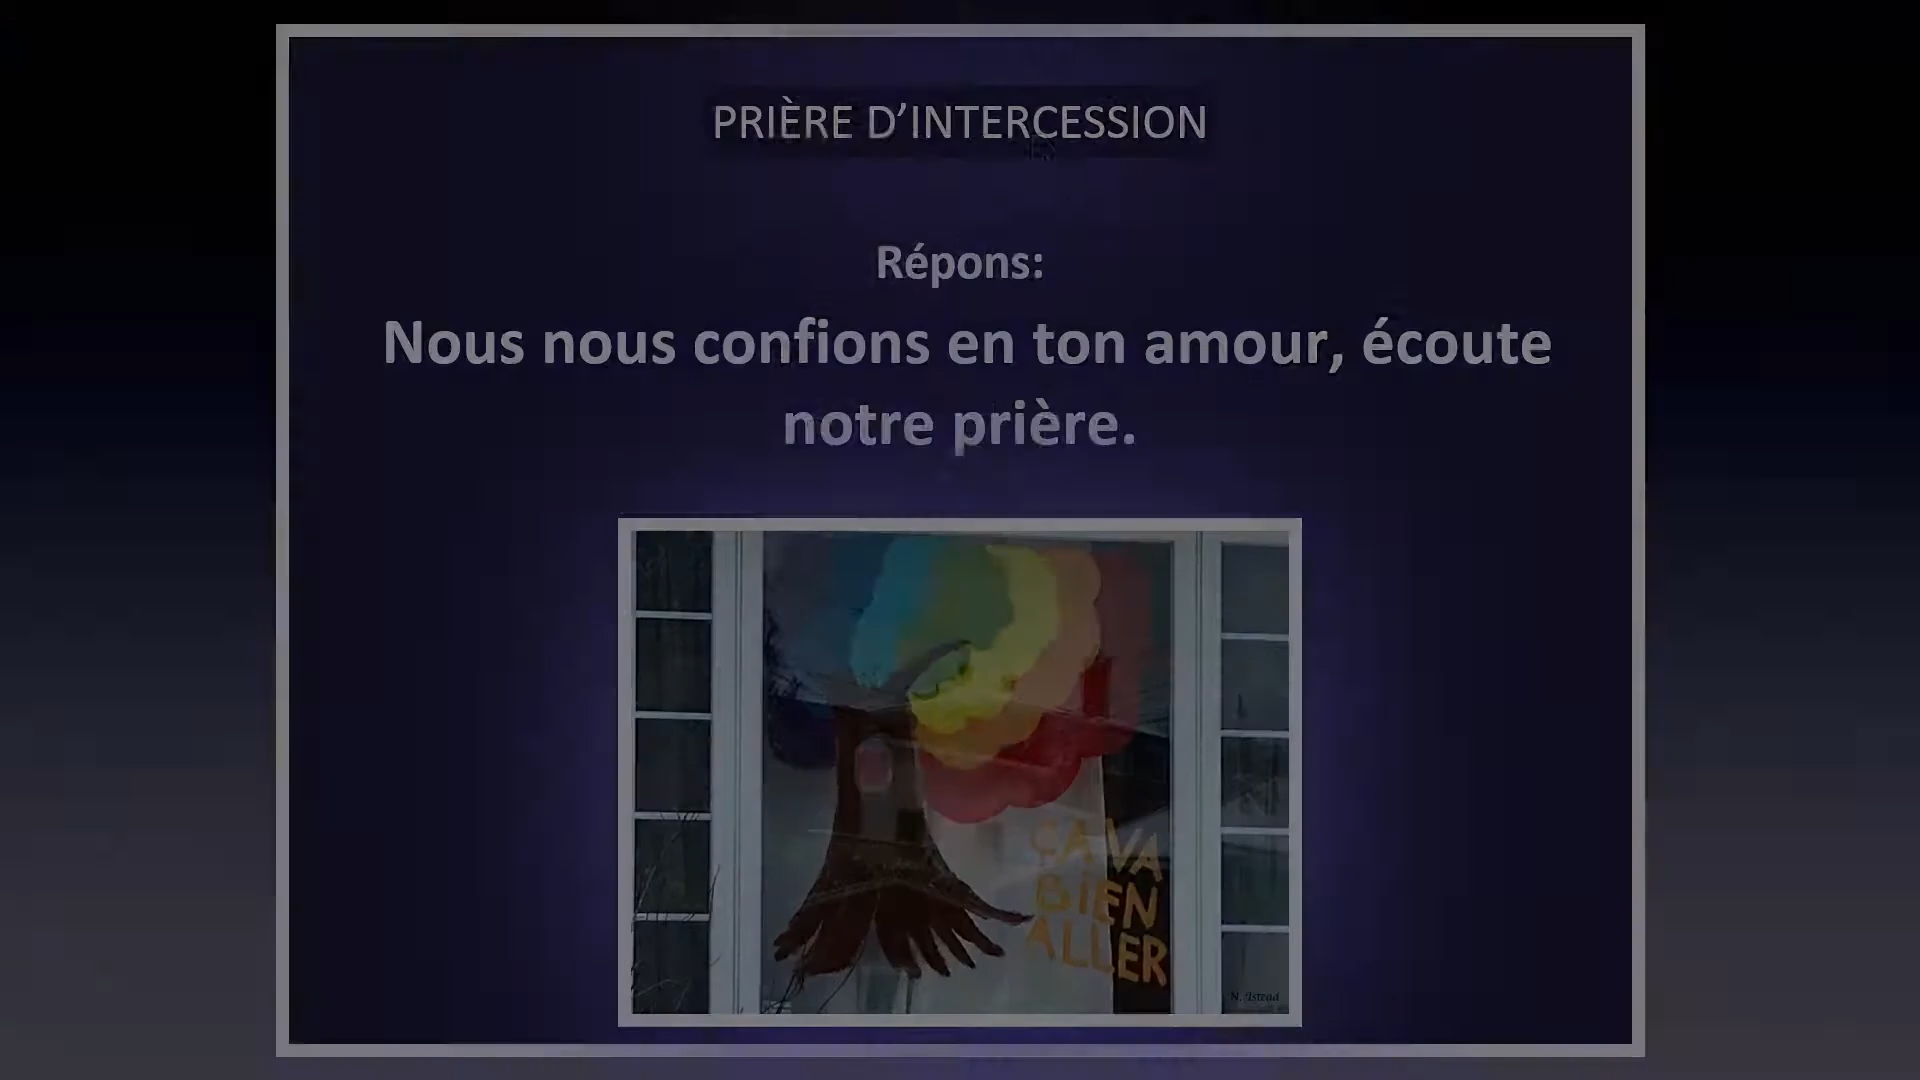 PRIÈRE D’INTERCESSION
Répons:
Nous nous confions en ton amour, écoute
notre prière.
ÇA VA
BIEN
ALLER